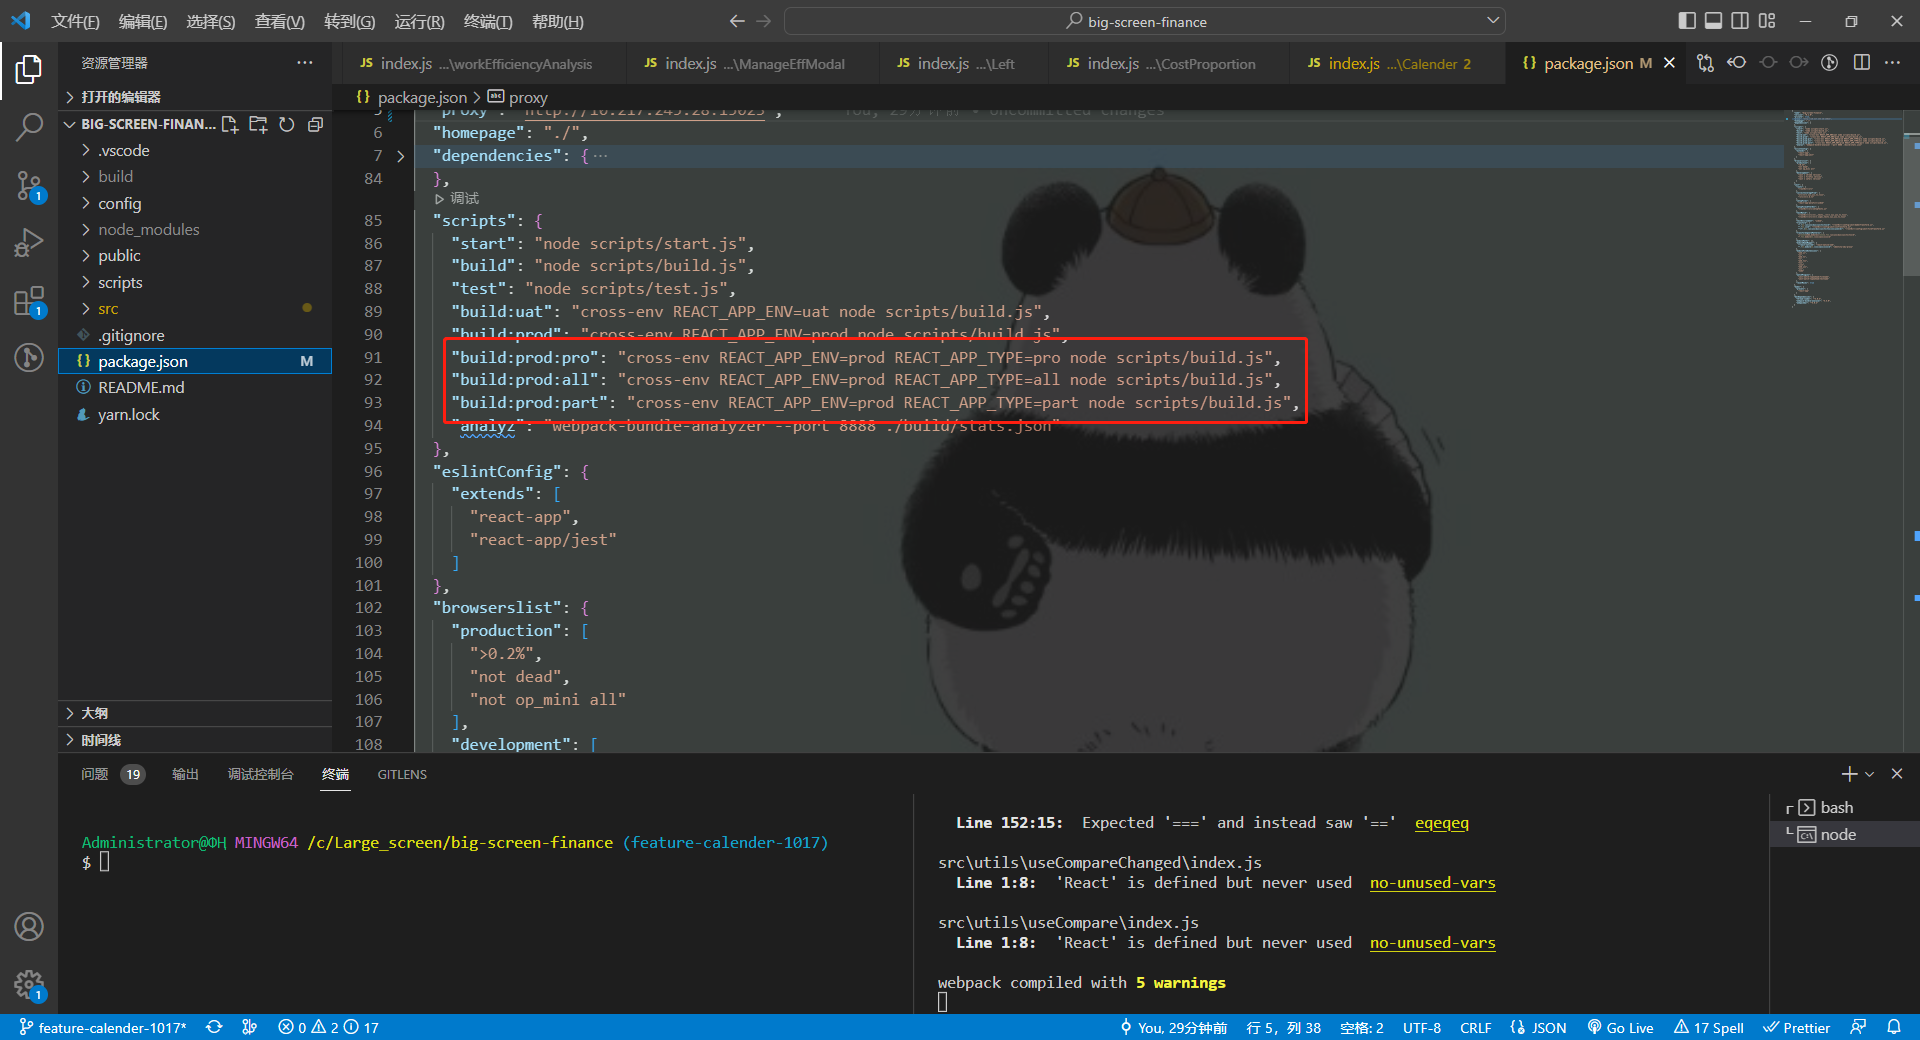 文件(F) 编辑(E) 选择(S) 查看(V) 转到(G) 运行(R) 终端(T) 帮助(H)
big-screen-finance
资源管理器
打开的编辑器
BIG-SCREEN-FINAN...
.vscode
build
config
node_modules
public
scripts
src
.gitignore
package.json M
README.md
yarn.lock
大纲
时间线
index.js ...\workEfficiencyAnalysis
index.js ...\ManageEffModal
index.js ...\Left
index.js ...\CostProportion
index.js ...\Calender 2
package.json M
package.json > proxy
6 "homepage": "./",
7 "dependencies": {···
84 },
调试
85 "scripts": {
86 "start": "node scripts/start.js",
87 "build": "node scripts/build.js",
88 "test": "node scripts/test.js",
89 "build:uat": "cross-env REACT_APP_ENV=uat node scripts/build.js",
90 "build:prod": "cross-env REACT_APP_ENV=prod node scripts/build.js",
91 "build:prod:pro": "cross-env REACT_APP_ENV=prod REACT_APP_TYPE=pro node scripts/build.js",
92 "build:prod:all": "cross-env REACT_APP_ENV=prod REACT_APP_TYPE=all node scripts/build.js",
93 "build:prod:part": "cross-env REACT_APP_ENV=prod REACT_APP_TYPE=part node scripts/build.js",
94 "analyz": "webpack-bundle-analyzer --port 8888 ./build/stats.json"
95 },
96 "eslintConfig": {
97 "extends": [
98 "react-app",
99 "react-app/jest"
100 ]
101 },
102 "browserslist": {
103 "production": [
104 ">0.2%",
105 "not dead",
106 "not op_mini all"
107 ],
108 "development": [
问题 19 输出 调试控制台 终端 GITLENS
Administrator@ΦH MINGW64 /c/Large_screen/big-screen-finance (feature-calender-1017)
$
Line 152:15: Expected '===' and instead saw '==' eqeqeq
src\utils\useCompareChanged\index.js
Line 1:8: 'React' is defined but never used no-unused-vars
src\utils\useCompare\index.js
Line 1:8: 'React' is defined but never used no-unused-vars
webpack compiled with 5 warnings
bash
node
1
1
1
feature-calender-1017* 0 2 17
You, 29分钟前 行 5，列 38 空格: 2 UTF-8 CRLF {} JSON Go Live 17 Spell Prettier